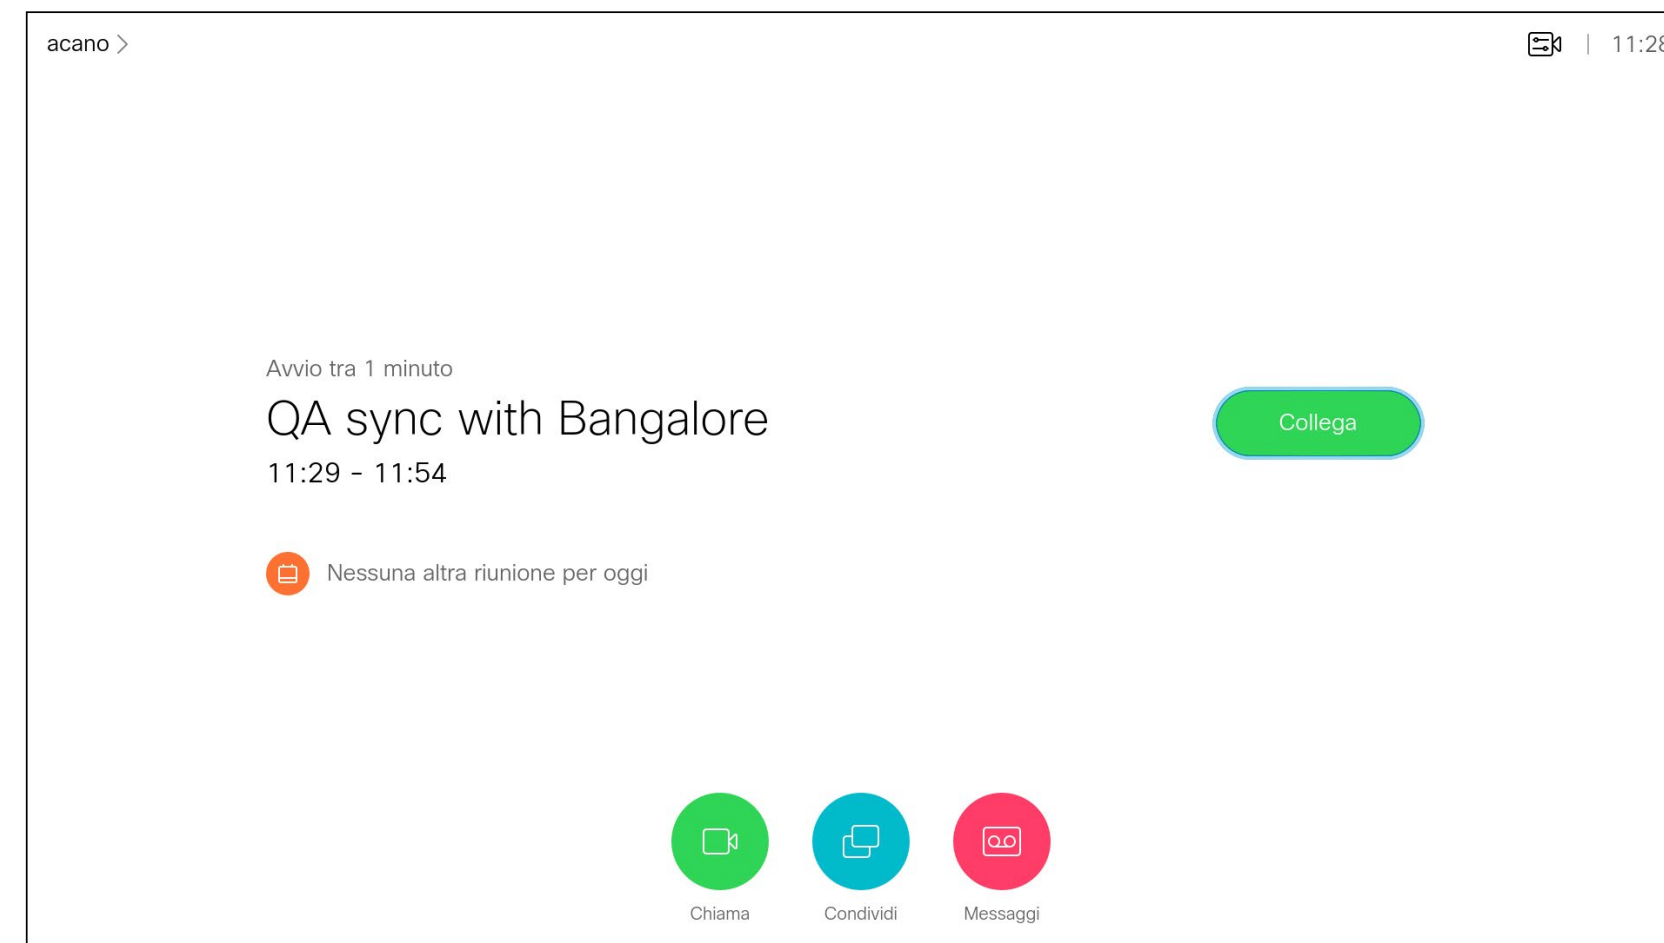 acano
11:28
Avvio tra 1 minuto
QA sync with Bangalore
11:29 - 11:54
Collega
Nessuna altra riunione per oggi
Chiama
Condividi
Messaggi